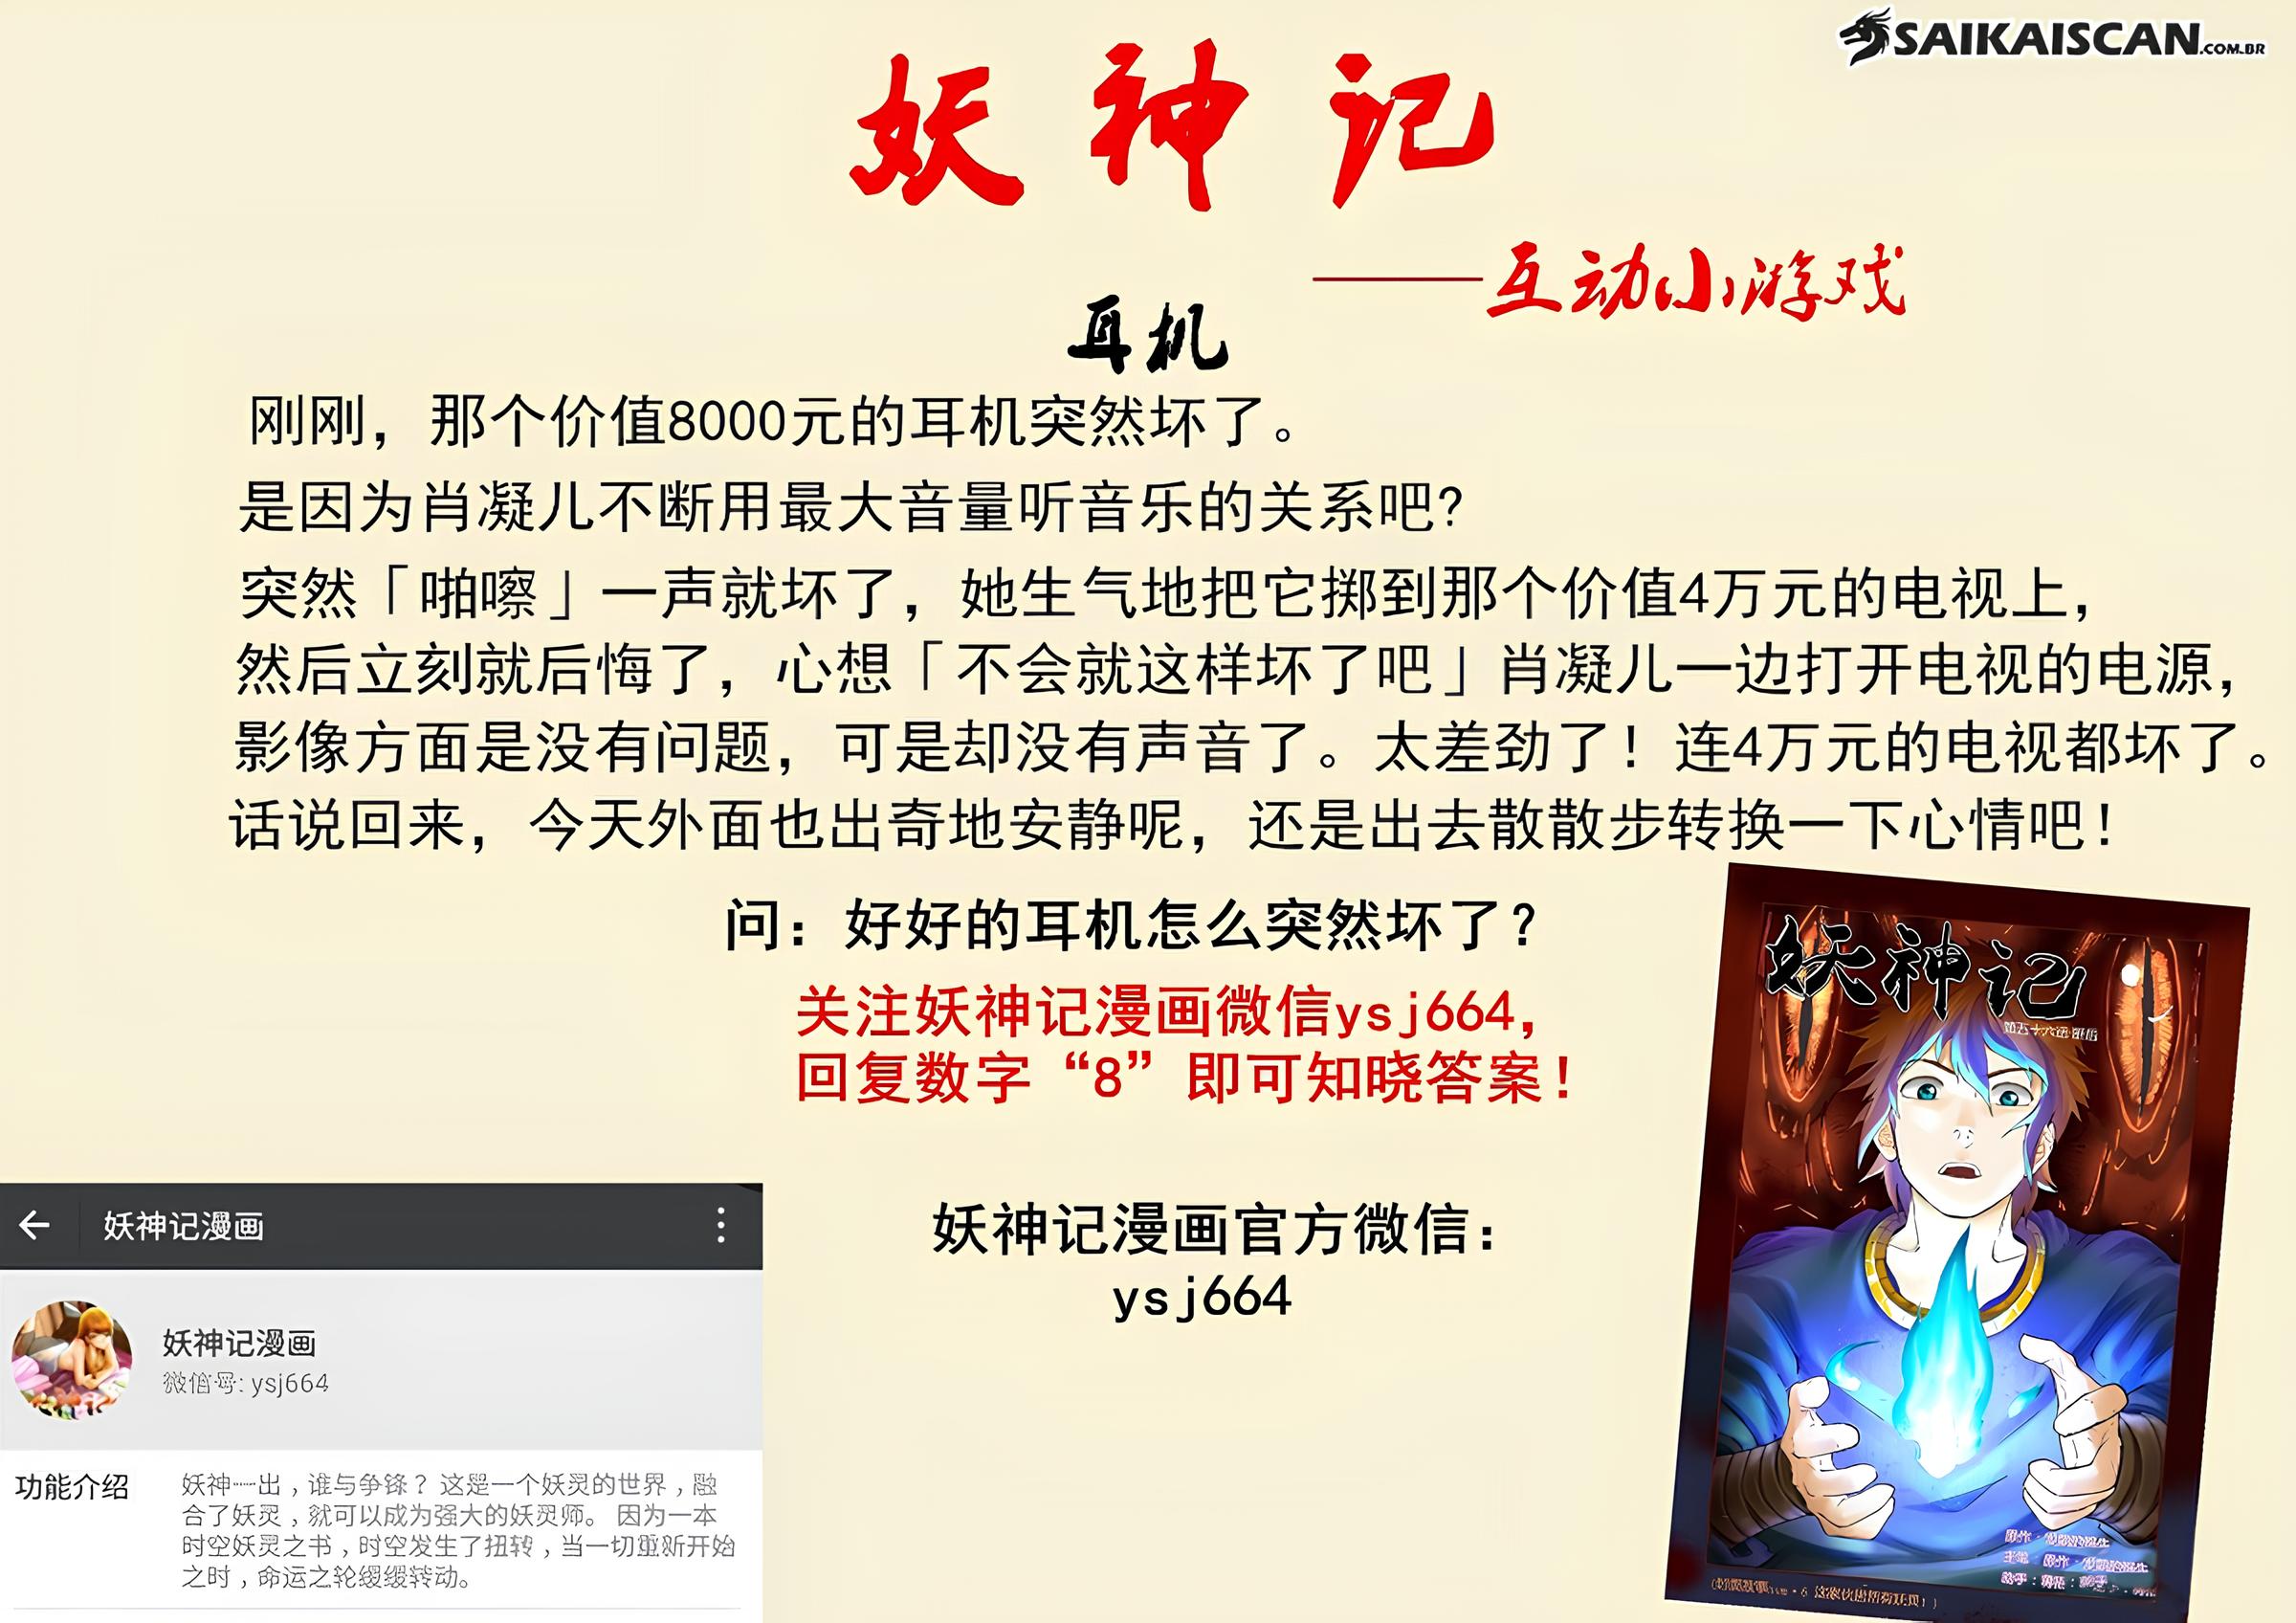 SAIKAISCAN.COM.BR
妖神记
——互动小游戏
耳机
刚刚，那个价值8000元的耳机突然坏了。
是因为肖凝儿不断用最大音量听音乐的关系吧?
突然「啪嚓」一声就坏了，她生气地把它掷到那个价值4万元的电视上，
然后立刻就后悔了，心想「不会就这样坏了吧」肖凝儿一边打开电视的电源，
影像方面是没有问题，可是却没有声音了。太差劲了！连4万元的电视都坏了。
话说回来，今天外面也出奇地安静呢，还是出去散散步转换一下心情吧！
问：好好的耳机怎么突然坏了？
关注妖神记漫画微信ysj664，
回复数字“8”即可知晓答案！
妖神记漫画官方微信：
ysj664
妖神记漫画
妖神记漫画
微信号: ysj664
功能介绍
妖神一出，谁与争锋？这是一个妖灵的世界，融
合了妖灵，就可以成为强大的妖灵师。因为一本
时空妖灵之书，时空发生了扭转，当一切重新开始
之时，命运之轮缓缓转动。
妖神记